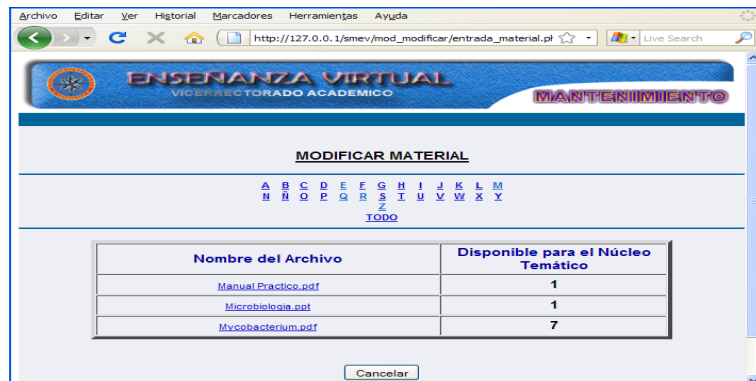 Archivo Editar Ver Historial Marcadores Herramientas Ayuda
http://127.0.0.1/smev/mod_modificar/entrada_material.pl
Live Search
ENSEÑANZA VIRTUAL
VICERRECTORADO ACADEMICO
MANTENIMIENTO
MODIFICAR MATERIAL
A B C D E F G H I J K L M
N Ñ O P Q R S T U V W X Y
Z
TODO
Nombre del Archivo Disponible para el Núcleo Temático
Manual Practico.pdf 1
Microbiologia.ppt 1
Mycobacterium.pdf 7
Cancelar